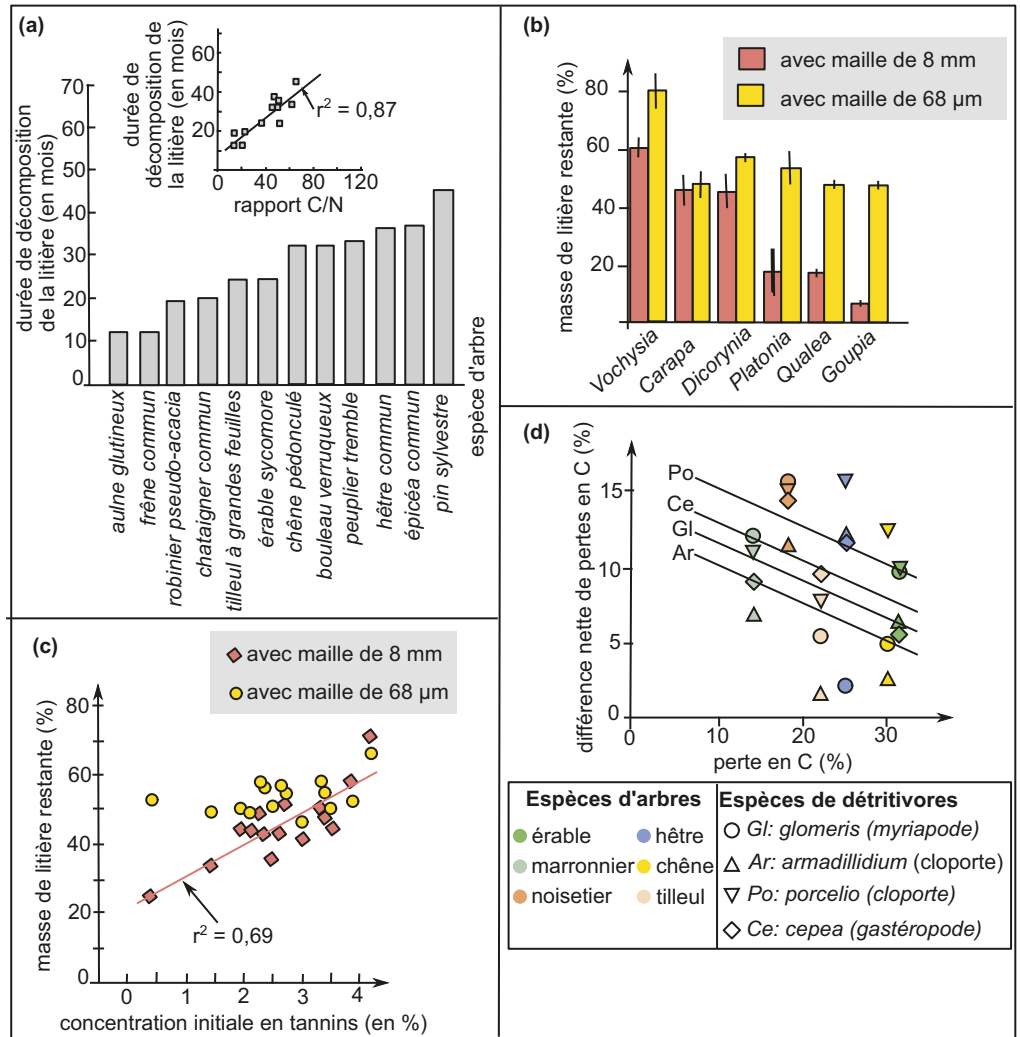 (a)
durée de
décomposition de
la litière (en mois)
60
40
20
r² = 0,87
0
40
80
120
rapport C/N
durée de décomposition
de la litière (en mois)
70
60
50
40
30
20
10
0
aulne glutineux
frêne commun
robinier pseudo-acacia
chataigner commun
tilleul à grandes feuilles
érable sycomore
chêne pédonculé
bouleau verruqueux
peuplier tremble
hêtre commun
épicéa commun
pin sylvestre
espèce d'arbre
(b)
avec maille de 8 mm
avec maille de 68 µm
masse de litière restante (%)
80
60
40
20
Vochysia
Carapa
Dicorynia
Platonia
Qualea
Goupia
(c)
avec maille de 8 mm
avec maille de 68 µm
masse de litière restante (%)
80
60
40
20
0
r² = 0,69
0
1
2
3
4
concentration initiale en tannins (en %)
(d)
différence nette de pertes en C (%)
15
10
5
0
Po
Ce
Gl
Ar
0
10
20
30
perte en C (%)
Espèces d'arbres
érable
hêtre
marronnier
chêne
noisetier
tilleul
Espèces de détritivores
Gl: glomeris (myriapode)
Ar: armadillidium (cloporte)
Po: porcelio (cloporte)
Ce: cepea (gastéropode)